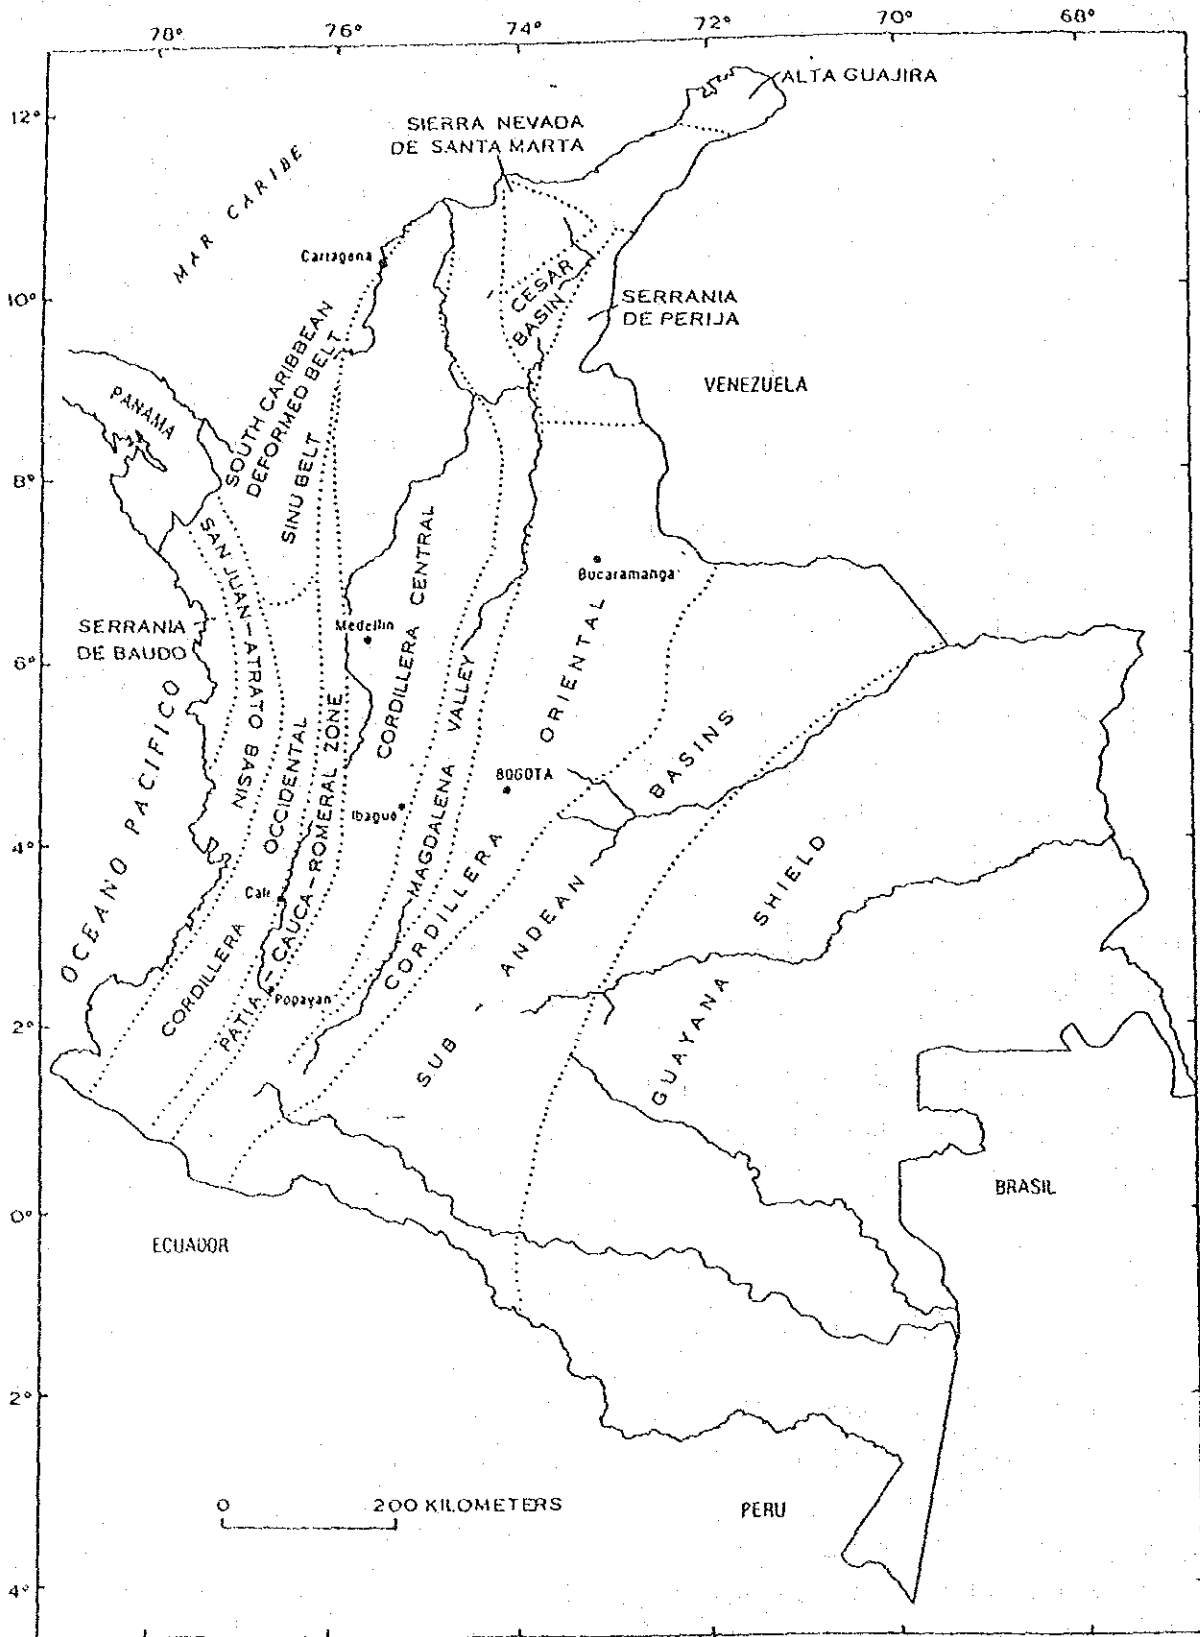 78° 76° 74° 72° 70° 68°
ALTA GUAJIRA
12°
SIERRA NEVADA
DE SANTA MARTA
MAR CARIBE
Cartagena
10°
CESAR
BASIN
SERRANIA
DE PERIJA
SOUTH CARIBBEAN
DEFORMED BELT
VENEZUELA
PANAMA
SINU BELT
8°
SAN JUAN-ATRATO BASIN
CORDILLERA CENTRAL
Bucaramanga
SERRANIA
DE BAUDO
Medellin
6°
OCEANO PACIFICO
CORDILLERA OCCIDENTAL
PATIA - CAUCA-ROMERAL ZONE
MAGDALENA VALLEY
CORDILLERA ORIENTAL
BOGOTA
Ibague
SUB - ANDEAN BASINS
4°
Cali
GUAYANA SHIELD
Popayan
2°
0°
BRASIL
ECUADOR
2°
0 200 KILOMETERS
PERU
4°